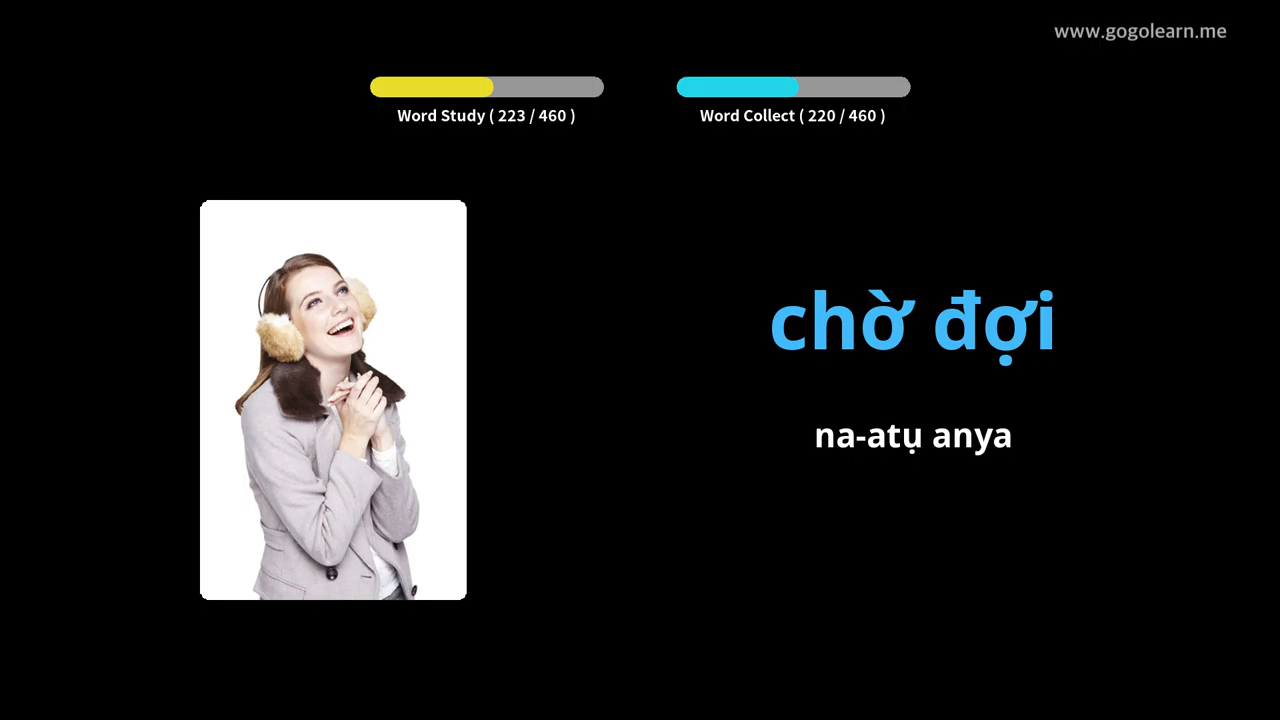 www.gogolearn.me
Word Study ( 223 / 460 )
Word Collect ( 220 / 460 )
chờ đợi
na-atụ anya